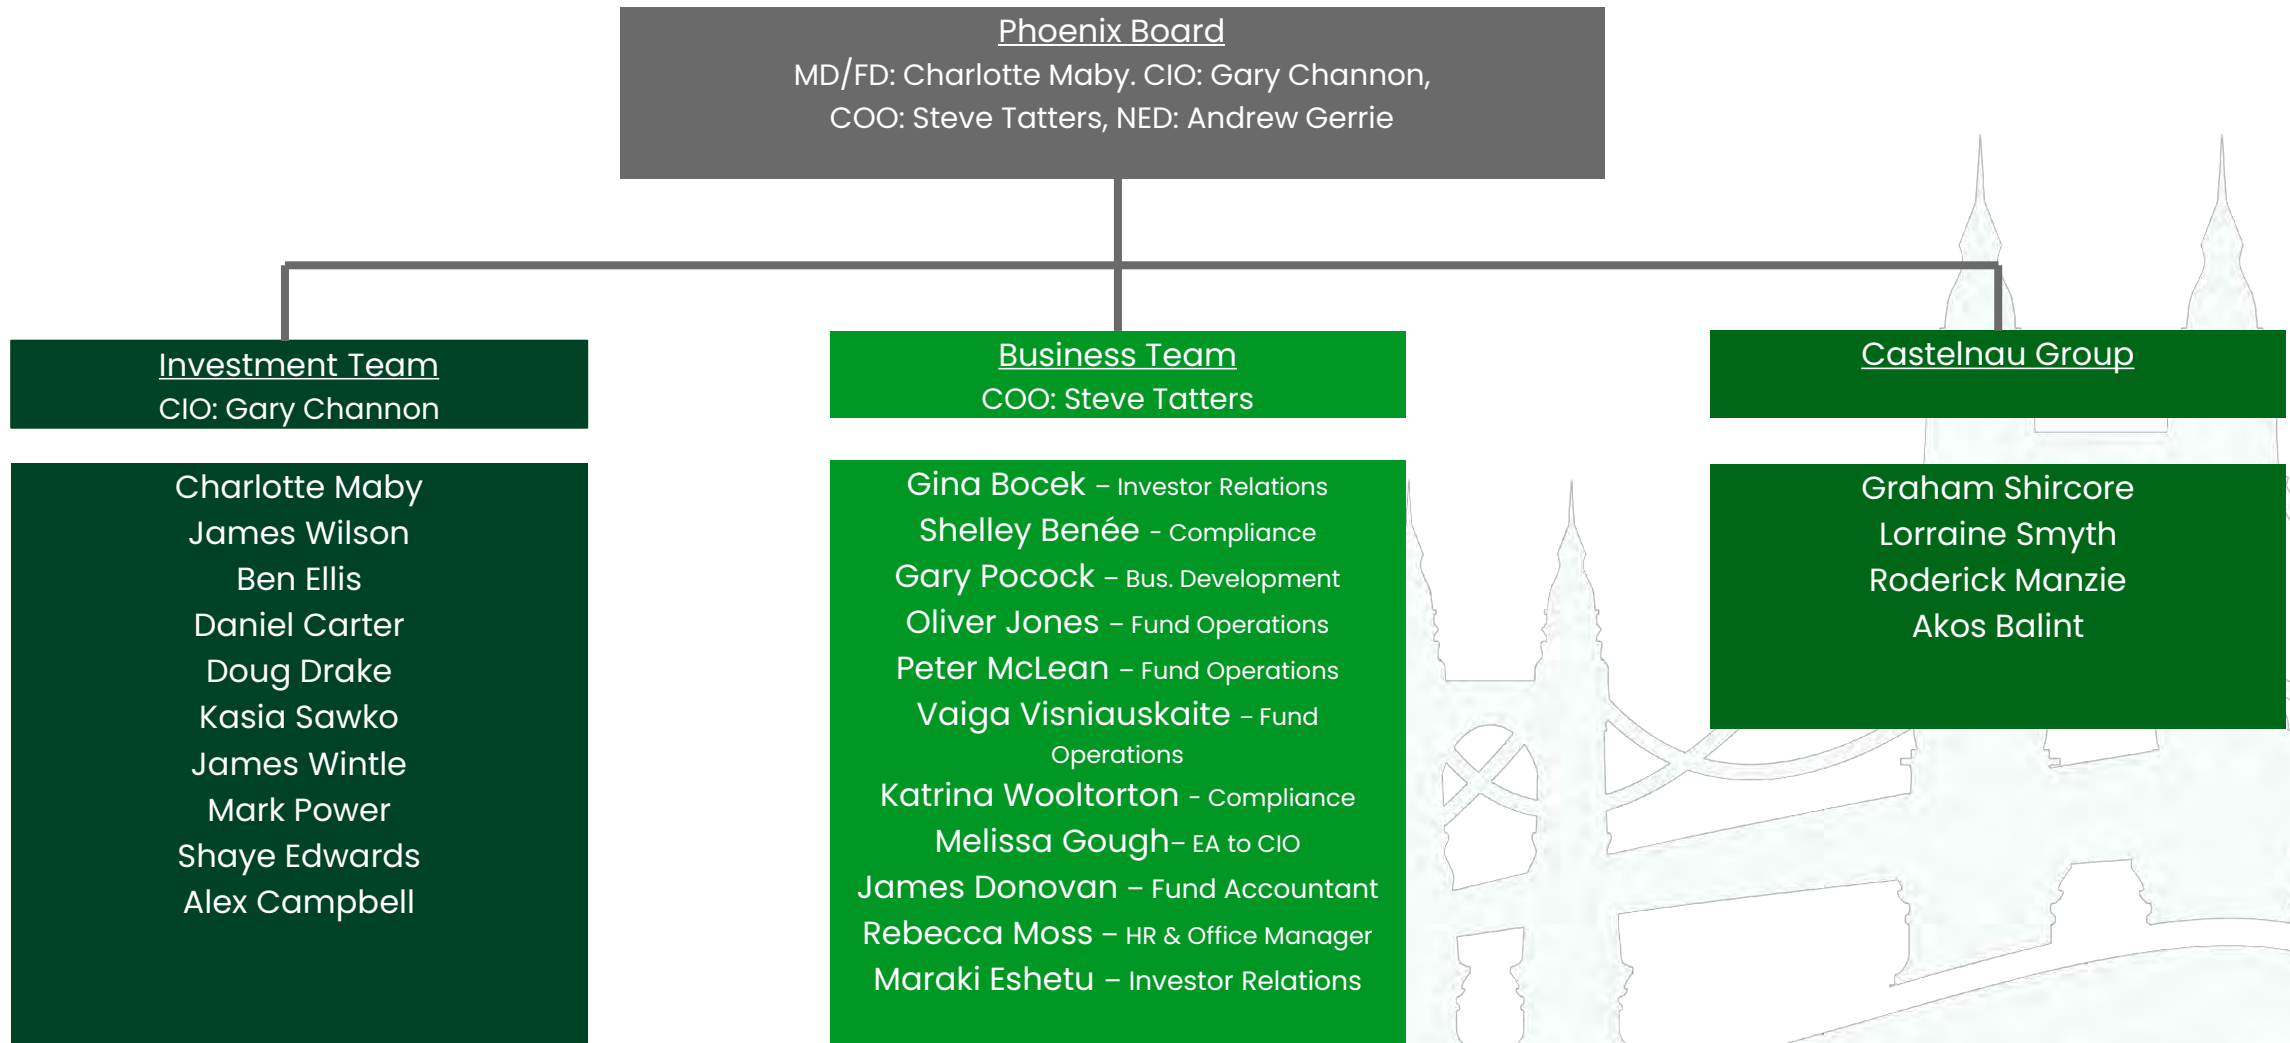 Phoenix Board
MD/FD: Charlotte Maby. CIO: Gary Channon,
COO: Steve Tatters, NED: Andrew Gerrie
Investment Team
CIO: Gary Channon
Charlotte Maby
James Wilson
Ben Ellis
Daniel Carter
Doug Drake
Kasia Sawko
James Wintle
Mark Power
Shaye Edwards
Alex Campbell
Business Team
COO: Steve Tatters
Gina Bocek – Investor Relations
Shelley Benée - Compliance
Gary Pocock – Bus. Development
Oliver Jones – Fund Operations
Peter McLean – Fund Operations
Vaiga Visniauskaite – Fund
Operations
Katrina Wooltorton - Compliance
Melissa Gough– EA to CIO
James Donovan – Fund Accountant
Rebecca Moss – HR & Office Manager
Maraki Eshetu – Investor Relations
Castelnau Group
Graham Shircore
Lorraine Smyth
Roderick Manzie
Akos Balint